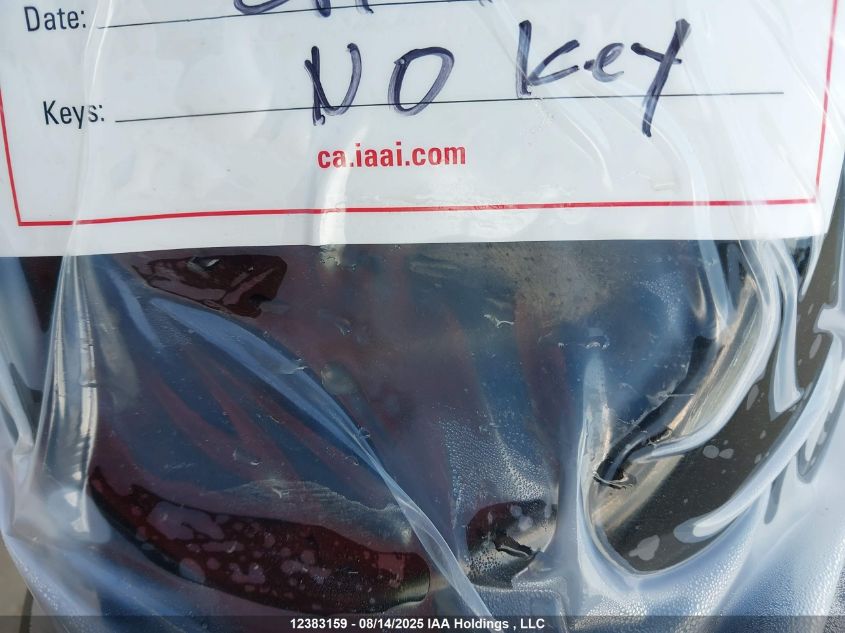 Date:
Keys: NO Key
ca.iaai.com
12383159 - 08/14/2025 IAA Holdings , LLC